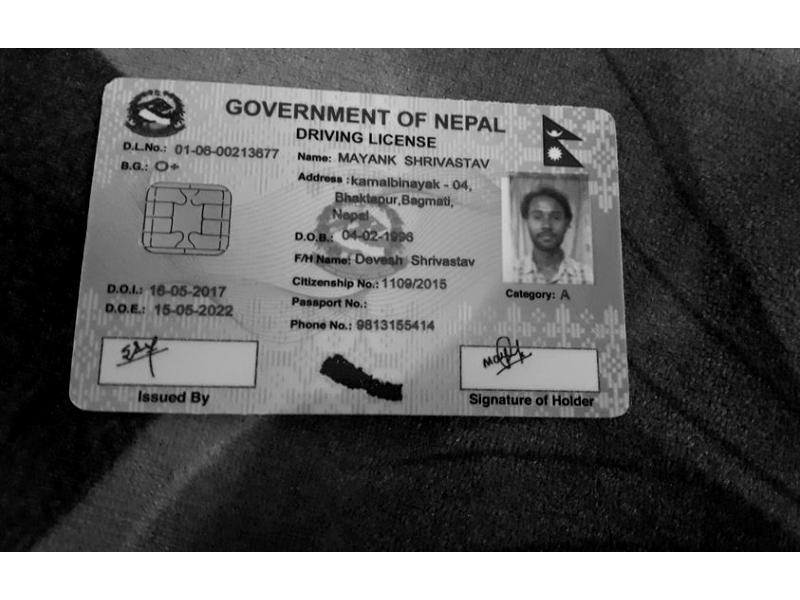 GOVERNMENT OF NEPAL
DRIVING LICENSE
D.L.No.: 01-06-00213677
B.G.: O+
Name: MAYANK SHRIVASTAV
Address : kamalbinayak - 04,
Bhaktapur,Bagmati,
Nepal
D.O.B.: 04-02-1996
F/H Name: Devesh Shrivastav
Citizenship No.: 1109/2015
Passport No.:
Phone No.: 9813155414
D.O.I.: 16-05-2017
D.O.E.: 15-05-2022
Category: A
Issued By
Signature of Holder